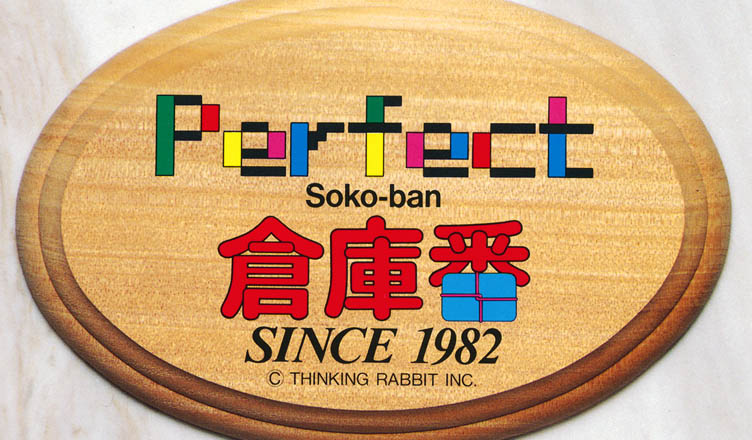 Perfect
Soko-ban
倉庫番
SINCE 1982
© THINKING RABBIT INC.